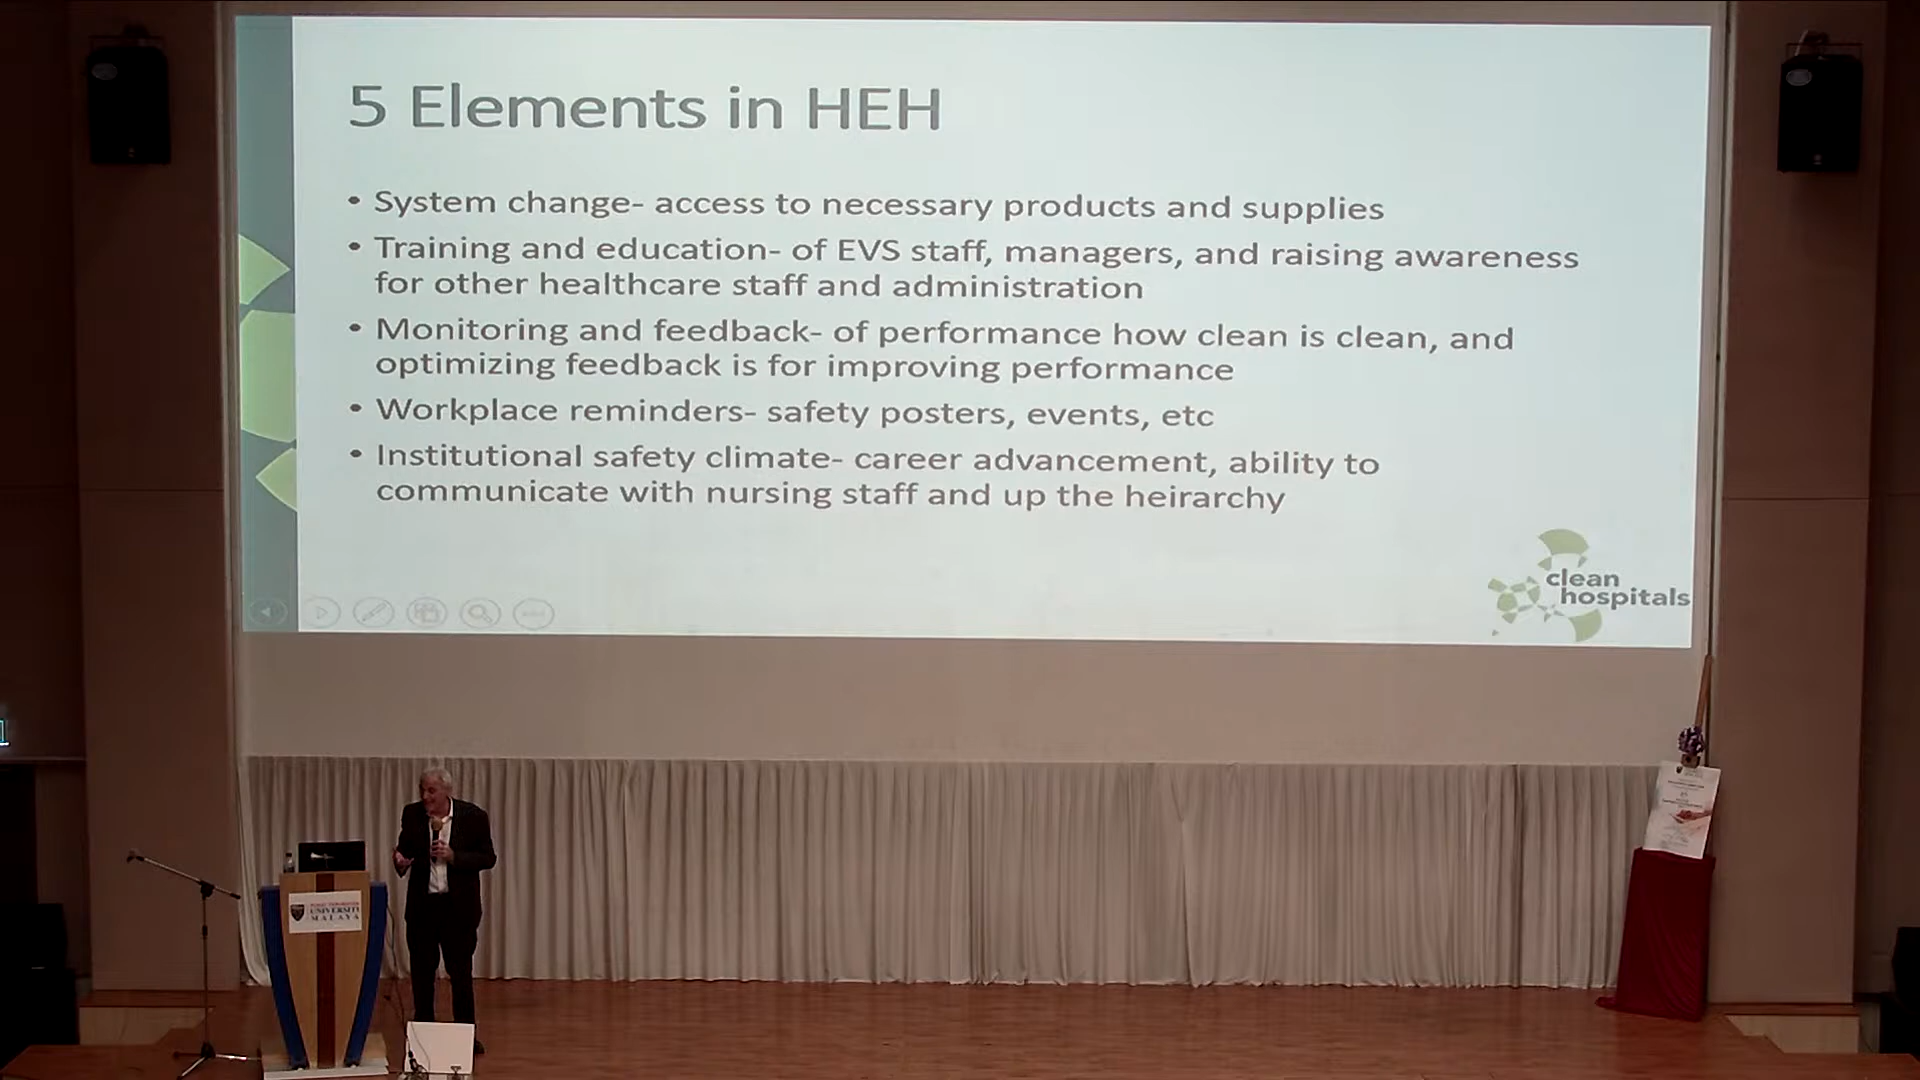 5 Elements in HEH
• System change- access to necessary products and supplies
• Training and education- of EVS staff, managers, and raising awareness
for other healthcare staff and administration
• Monitoring and feedback- of performance how clean is clean, and
optimizing feedback is for improving performance
• Workplace reminders- safety posters, events, etc
• Institutional safety climate- career advancement, ability to
communicate with nursing staff and up the heirarchy
clean
hospitals
UNIVERSITY
MALAYA